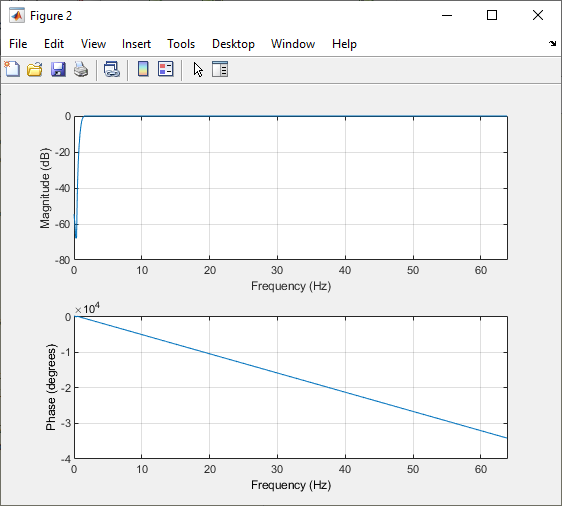 Figure 2
File Edit View Insert Tools Desktop Window Help
0
-20
-40
-60
-80
Magnitude (dB)
0 10 20 30 40 50 60
Frequency (Hz)
×10^4
0
-1
-2
-3
-4
Phase (degrees)
0 10 20 30 40 50 60
Frequency (Hz)